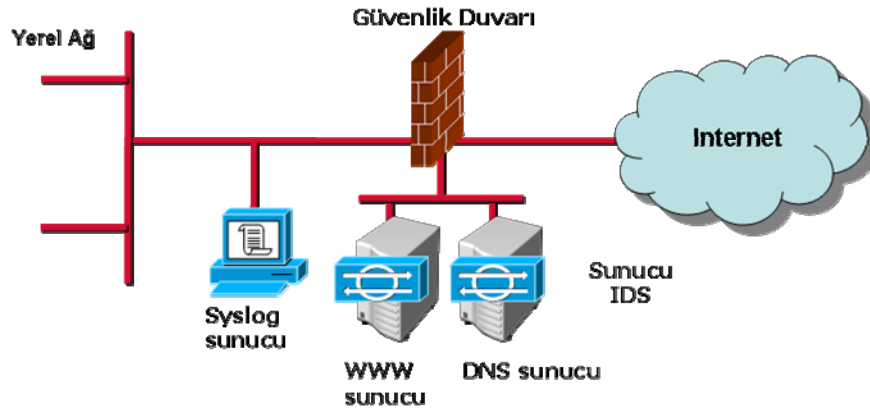 Güvenlik Duvarı
Yerel Ağ
Internet
Sunucu
IDS
Syslog
sunucu
WWW
sunucu
DNS sunucu